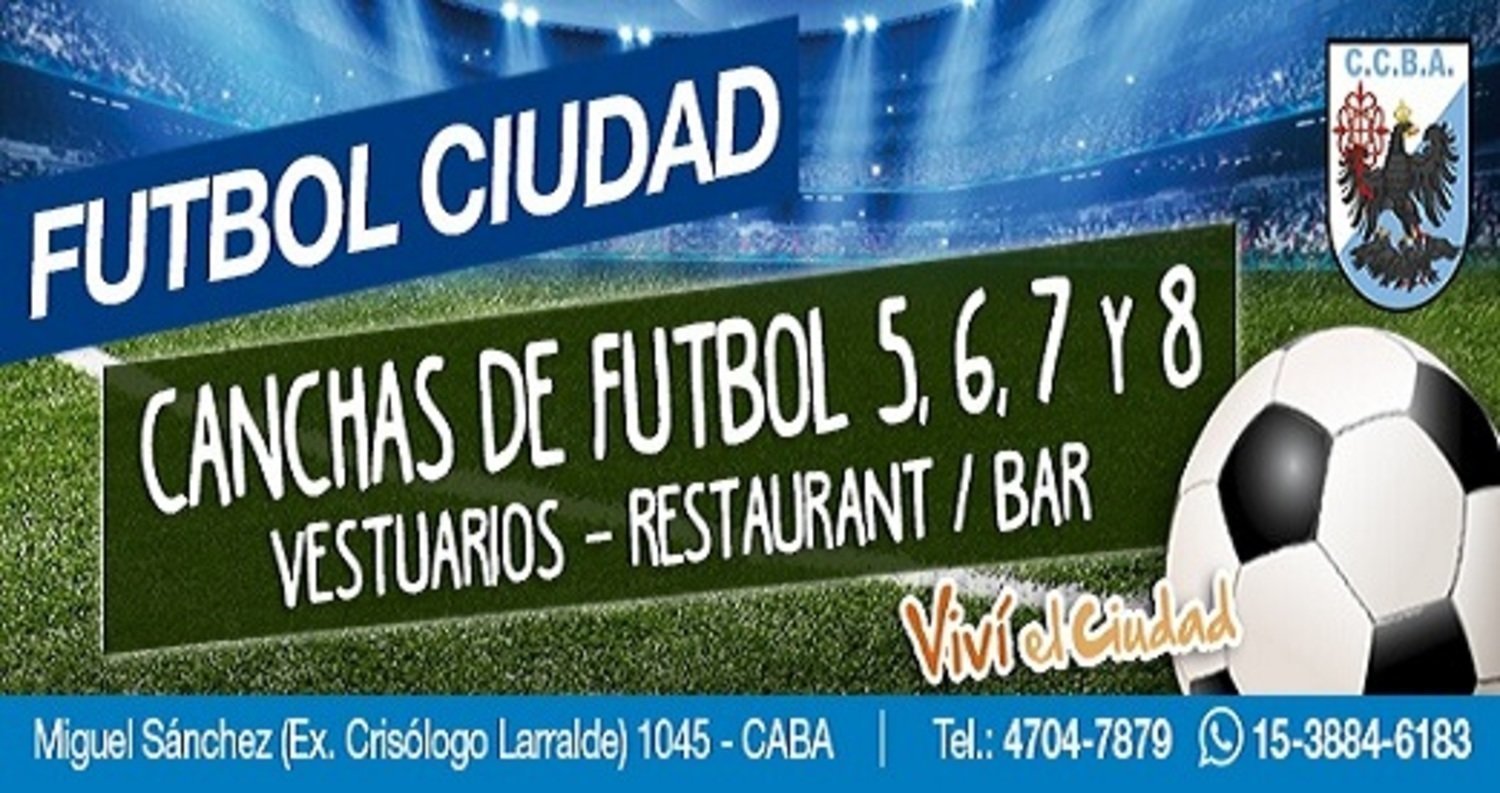 FUTBOL CIUDAD
C.C.B.A.
CANCHAS DE FUTBOL 5, 6, 7 Y 8
VESTUARIOS - RESTAURANT / BAR
Viví el Ciudad
Miguel Sánchez (Ex. Crisólogo Larralde) 1045 - CABA | Tel.: 4704-7879 15-3884-6183